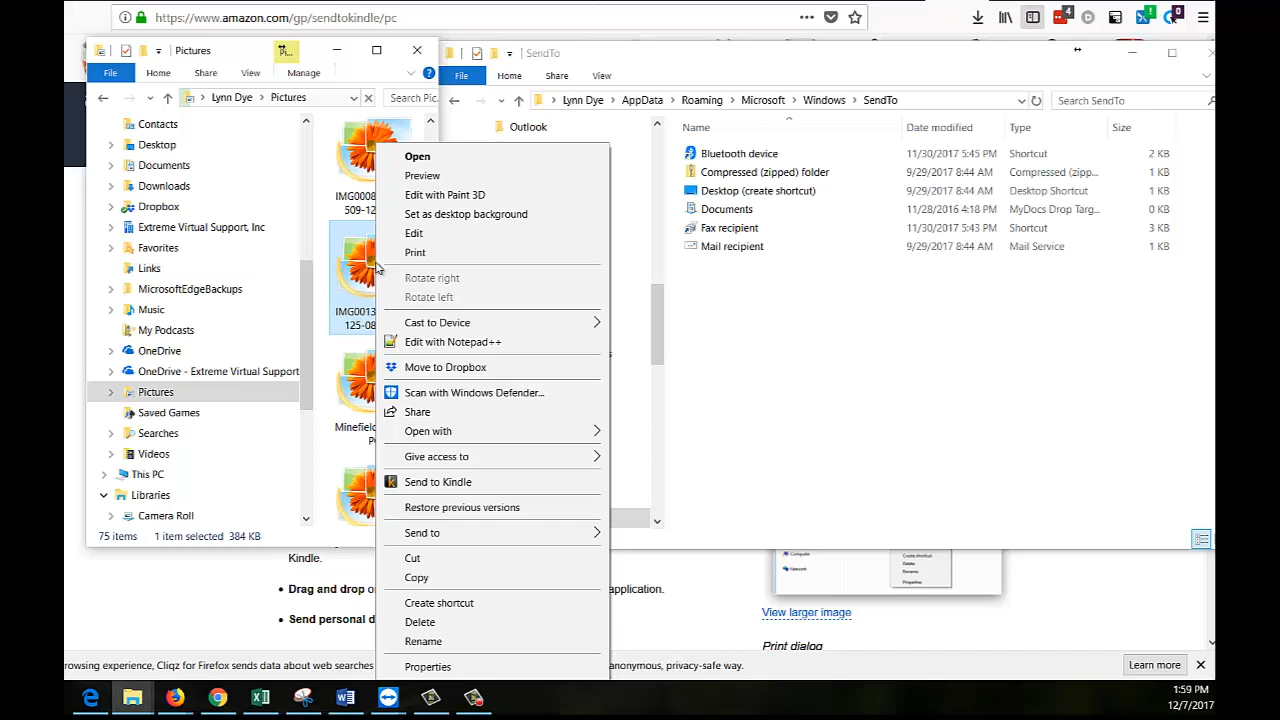 https://www.amazon.com/gp/sendtokindle/pc
4
0
Pictures
Pi...
File
Home
Share
View
Manage
Lynn Dye
Pictures
Search Pic
Contacts
Desktop
Documents
Downloads
Dropbox
Extreme Virtual Support, Inc
Favorites
Links
MicrosoftEdgeBackups
Music
My Podcasts
OneDrive
OneDrive - Extreme Virtual Support
Pictures
Saved Games
Searches
Videos
This PC
Libraries
Camera Roll
75 items
1 item selected 384 KB
IMG0008
509-12
IMG0013
125-08
Minefield
Open
Preview
Edit with Paint 3D
Set as desktop background
Edit
Print
Rotate right
Rotate left
Cast to Device
Edit with Notepad++
Move to Dropbox
Scan with Windows Defender...
Share
Open with
Give access to
Send to Kindle
Restore previous versions
Send to
Cut
Copy
Create shortcut
Delete
Rename
Properties
SendTo
File
Home
Share
View
Lynn Dye
AppData
Roaming
Microsoft
Windows
SendTo
Search SendTo
Outlook
Name Date modified Type Size
Bluetooth device 11/30/2017 5:45 PM Shortcut 2 KB
Compressed (zipped) folder 9/29/2017 8:44 AM Compressed (zipp... 1 KB
Desktop (create shortcut) 9/29/2017 8:44 AM Desktop Shortcut 1 KB
Documents 11/28/2016 4:18 PM MyDocs Drop Targ... 0 KB
Fax recipient 11/30/2017 5:43 PM Shortcut 3 KB
Mail recipient 9/29/2017 8:44 AM Mail Service 1 KB
Kindle.
• Drag and drop or
application.
• Send personal d
Computer
Network
Create shortcut
Delete
Rename
Properties
View larger image
Print dialog
rowsing experience, Cliqz for Firefox sends data about web searches
anonymous, privacy-safe way.
Learn more
1:59 PM
12/7/2017